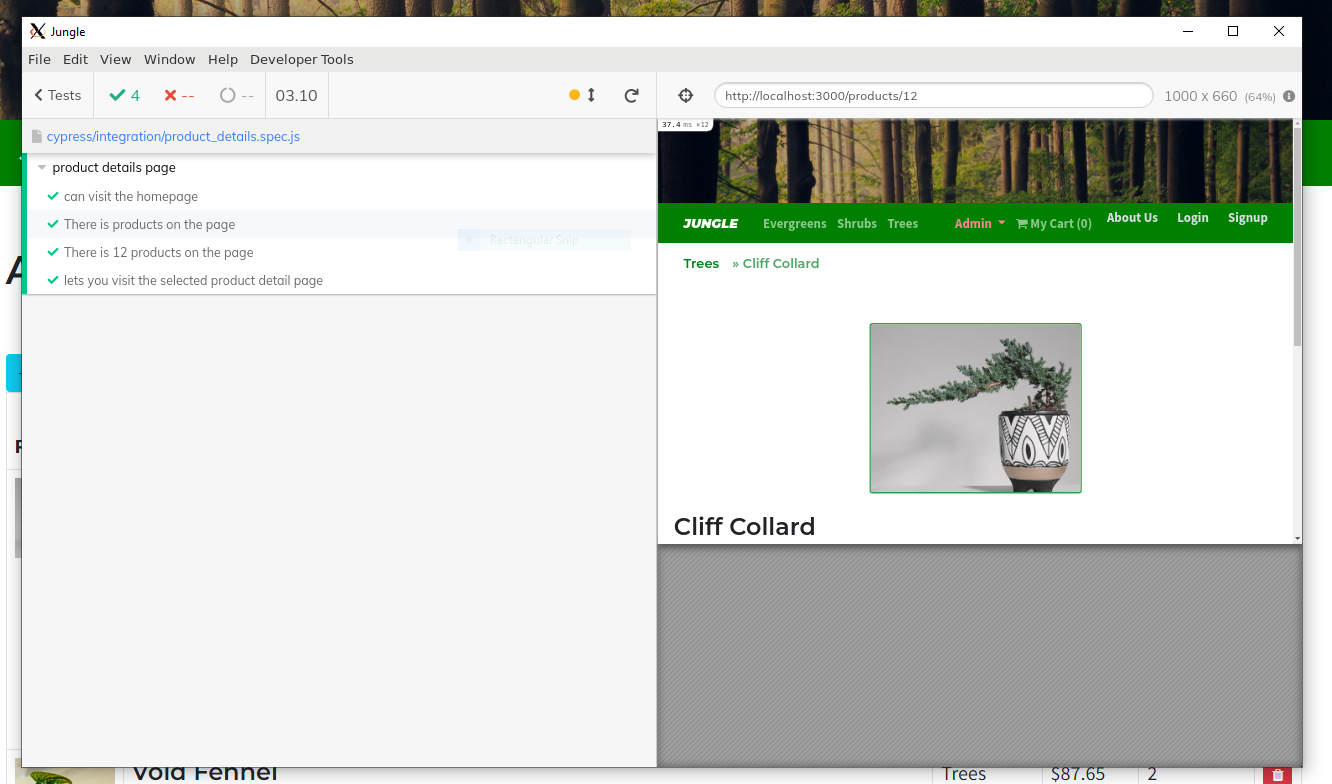 Jungle
File Edit View Window Help Developer Tools
Tests 4 -- -- 03.10
http://localhost:3000/products/12 1000 x 660 (64%)
cypress/integration/product_details.spec.js
product details page
can visit the homepage
There is products on the page
Rectangular Snip
There is 12 products on the page
lets you visit the selected product detail page
37.4 ms ×12
JUNGLE Evergreens Shrubs Trees Admin My Cart (0) About Us Login Signup
Trees » Cliff Collard
Cliff Collard
Void Fennel Trees $87.65 2